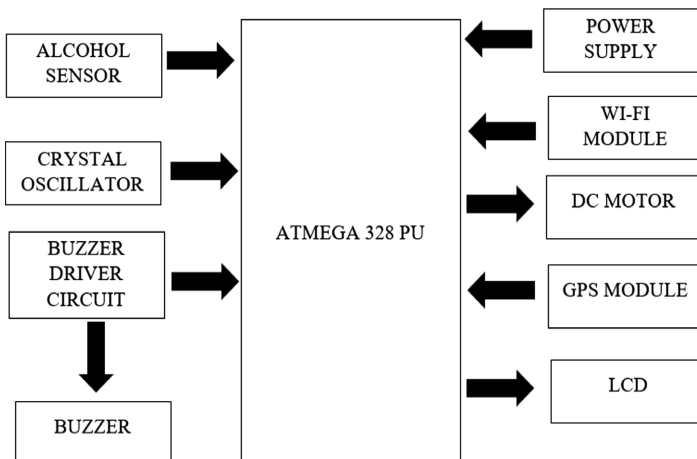 ALCOHOL
SENSOR
CRYSTAL
OSCILLATOR
BUZZER
DRIVER
CIRCUIT
BUZZER
ATMEGA 328 PU
POWER
SUPPLY
WI-FI
MODULE
DC MOTOR
GPS MODULE
LCD